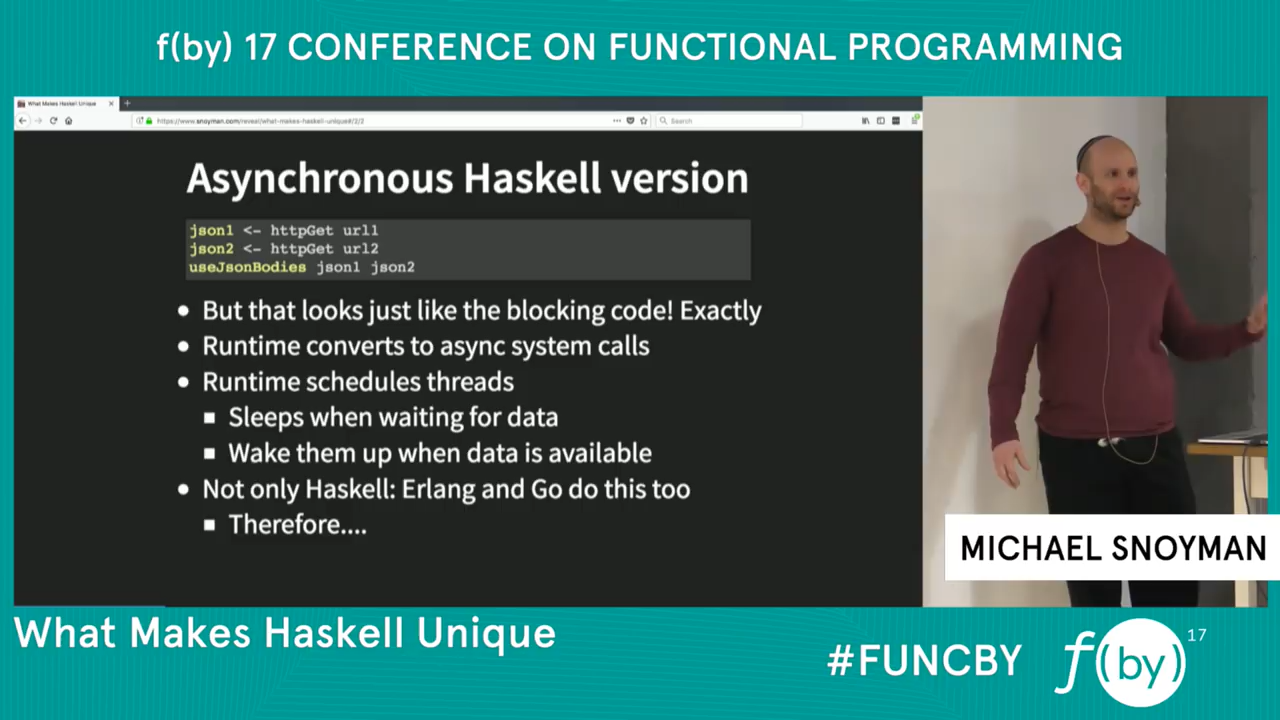 f(by) 17 CONFERENCE ON FUNCTIONAL PROGRAMMING
What Makes Haskell Unique
https://www.snoyman.com/reveal/what-makes-haskell-unique#/2/2
Search
Asynchronous Haskell version
json1 <- httpGet url1
json2 <- httpGet url2
useJsonBodies json1 json2
• But that looks just like the blocking code! Exactly
• Runtime converts to async system calls
• Runtime schedules threads
▪ Sleeps when waiting for data
▪ Wake them up when data is available
• Not only Haskell: Erlang and Go do this too
▪ Therefore....
MICHAEL SNOYMAN
What Makes Haskell Unique
#FUNCBY
f(by) 17